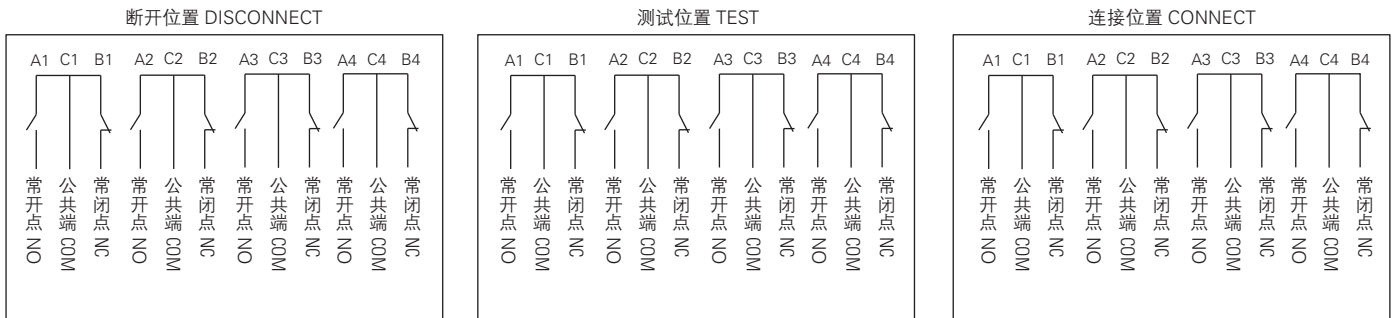 断开位置 DISCONNECT
A1 C1 B1 A2 C2 B2 A3 C3 B3 A4 C4 B4
常开点 NO
公共端 COM
常闭点 NC
常开点 NO
公共端 COM
常闭点 NC
常开点 NO
公共端 COM
常闭点 NC
常开点 NO
公共端 COM
常闭点 NC
测试位置 TEST
A1 C1 B1 A2 C2 B2 A3 C3 B3 A4 C4 B4
常开点 NO
公共端 COM
常闭点 NC
常开点 NO
公共端 COM
常闭点 NC
常开点 NO
公共端 COM
常闭点 NC
常开点 NO
公共端 COM
常闭点 NC
连接位置 CONNECT
A1 C1 B1 A2 C2 B2 A3 C3 B3 A4 C4 B4
常开点 NO
公共端 COM
常闭点 NC
常开点 NO
公共端 COM
常闭点 NC
常开点 NO
公共端 COM
常闭点 NC
常开点 NO
公共端 COM
常闭点 NC